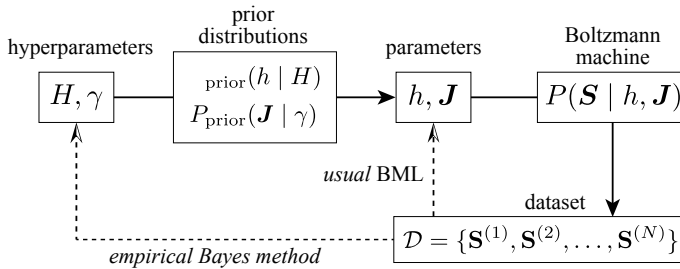 prior
distributions
hyperparameters
parameters
Boltzmann
machine
H, γ
prior(h | H)
P_prior(J | γ)
h, J
P(S | h, J)
usual BML
dataset
D = {S^(1), S^(2), . . . , S^(N)}
empirical Bayes method